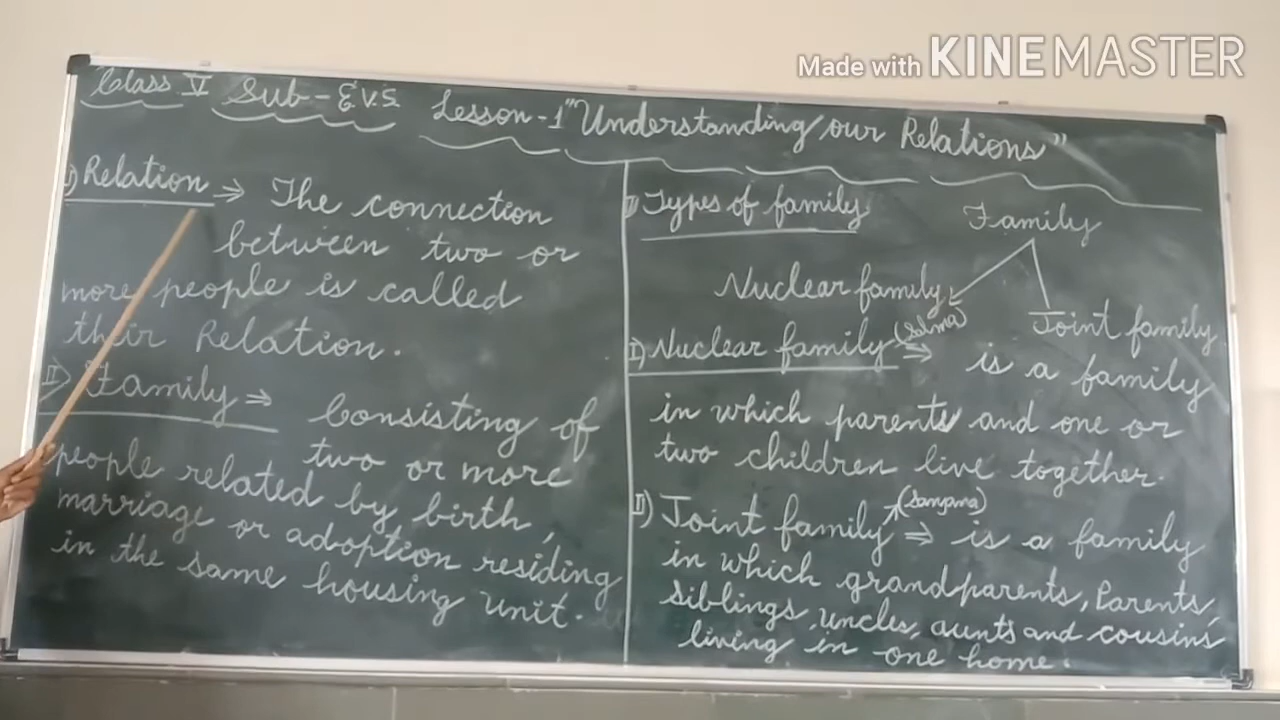 Made with KINEMASTER
Class V Sub - E.V.S. Lesson - 1 "Understanding our Relations"
I) Relation ⇒ The connection
between two or
more people is called
their Relation.
II) Family ⇒ Consisting of
two or more
people related by birth,
marriage or adoption residing
in the same housing unit.
Types of family
Family
Nuclear family
Joint family
(Salma)
I) Nuclear family ⇒ is a family
in which parents and one or
two children live together.
(Sanjana)
II) Joint family ⇒ is a family
in which grandparents, Parents,
siblings, uncles, aunts and cousins
living in one home.